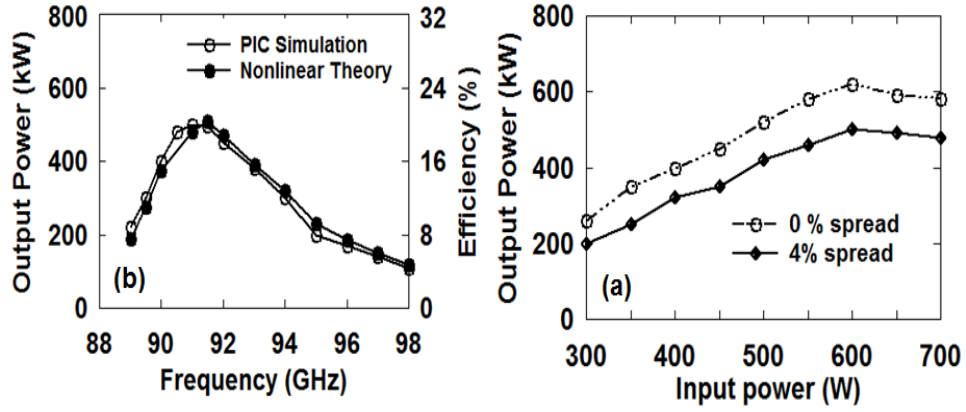 800
600
400
200
0
Output Power (kW)
PIC Simulation
Nonlinear Theory
(b)
32
24
16
8
0
Efficiency (%)
88 90 92 94 96 98
Frequency (GHz)
800
600
400
200
0
Output Power (kW)
0 % spread
4% spread
(a)
300 400 500 600 700
Input power (W)